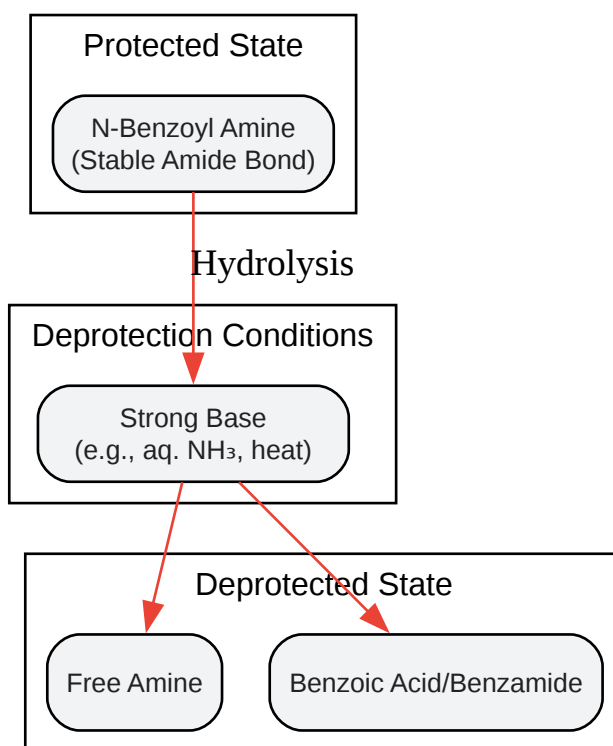 Protected State
N-Benzoyl Amine
(Stable Amide Bond)
Hydrolysis
Deprotection Conditions
Strong Base
(e.g., aq. NH₃, heat)
Deprotected State
Free Amine
Benzoic Acid/Benzamide